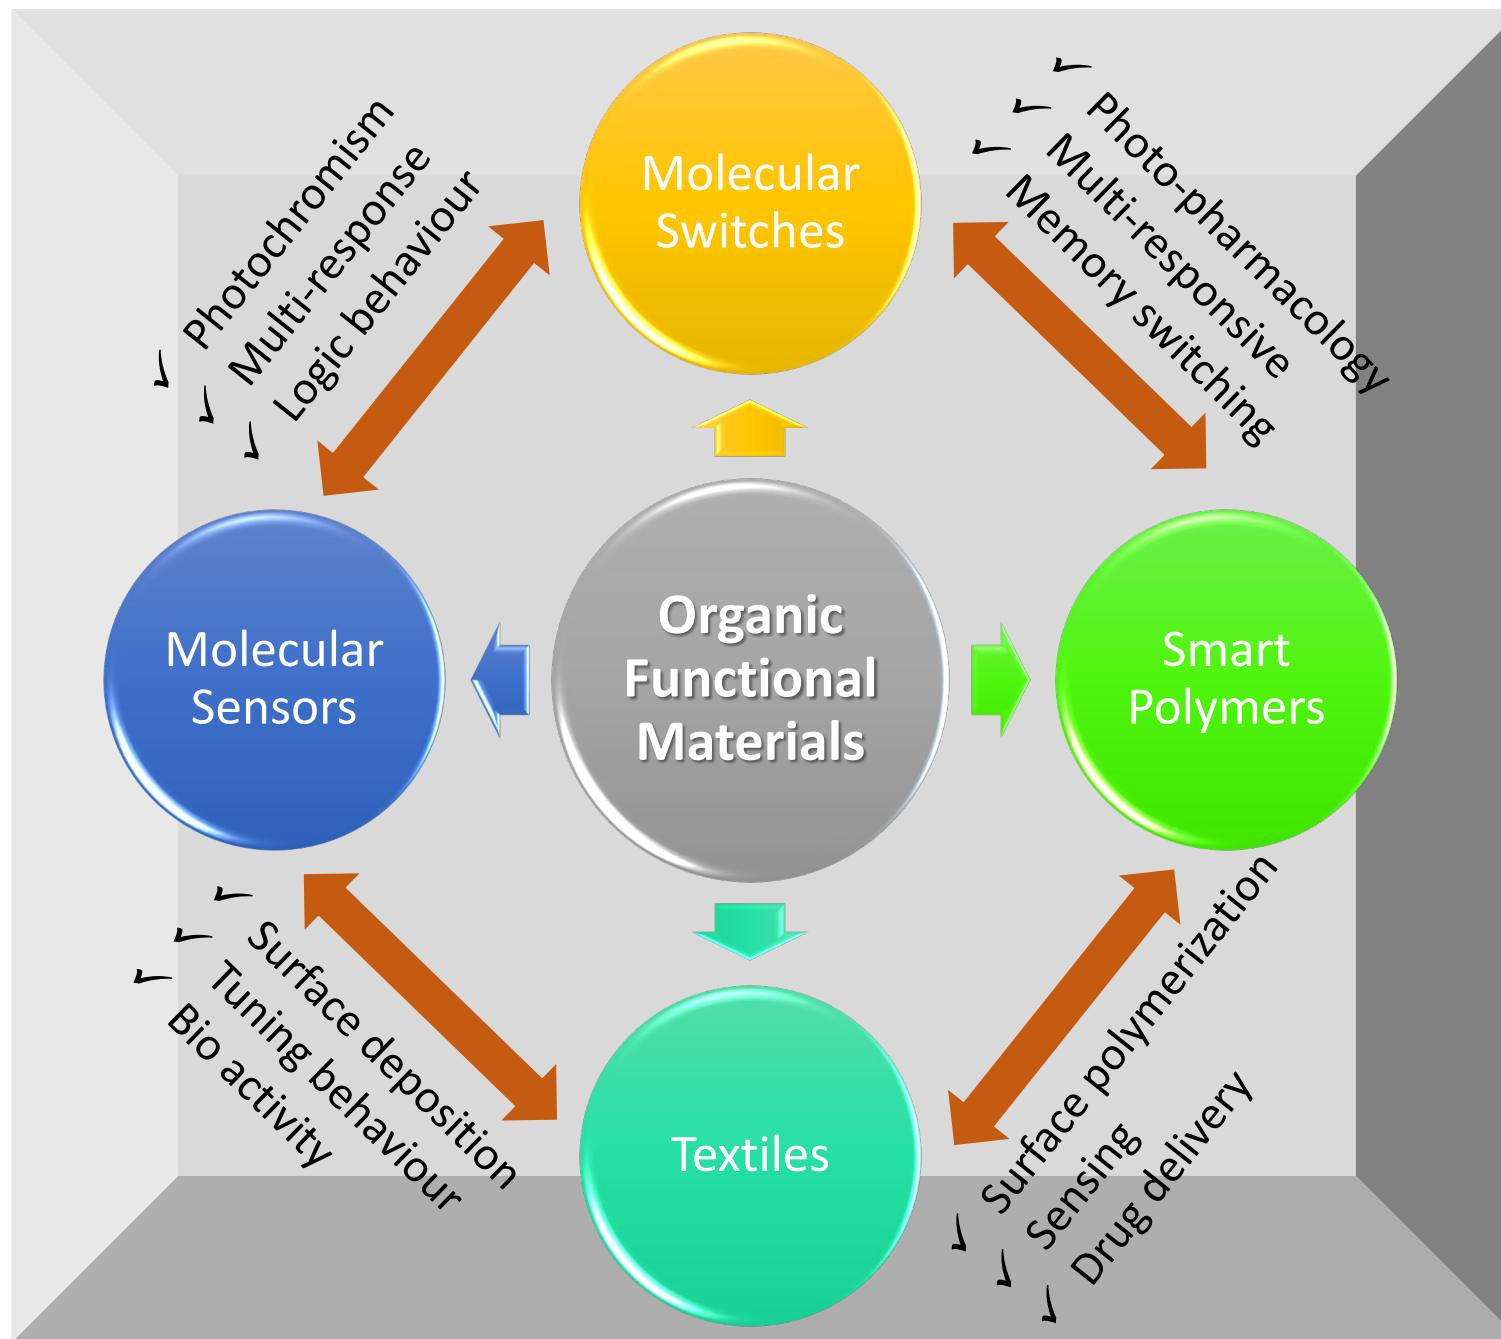 Molecular
Switches
Photochromism
Multi-response
Logic behaviour
Photo-pharmacology
Multi-responsive
Memory switching
Molecular
Sensors
Organic
Functional
Materials
Smart
Polymers
Surface deposition
Tuning behaviour
Bio activity
Textiles
Surface polymerization
Sensing
Drug delivery